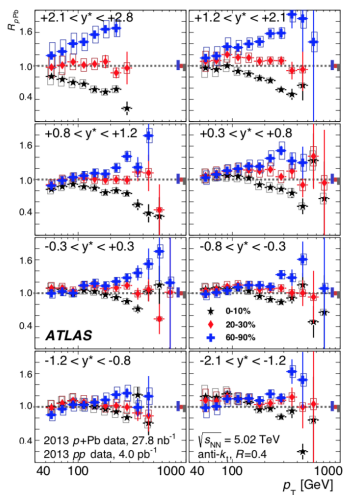 R_pPb
+2.1 < y* < +2.8
+1.2 < y* < +2.1
1.6
1.0
0.4
+0.8 < y* < +1.2
+0.3 < y* < +0.8
1.6
1.0
0.4
-0.3 < y* < +0.3
-0.8 < y* < -0.3
1.6
1.0
0.4
0-10%
20-30%
60-90%
ATLAS
-1.2 < y* < -0.8
-2.1 < y* < -1.2
1.6
1.0
0.4
2013 p+Pb data, 27.8 nb⁻¹
2013 pp data, 4.0 pb⁻¹
√s_NN = 5.02 TeV
anti-k_t, R=0.4
40 100 1000 40 100 1000
p_T [GeV]